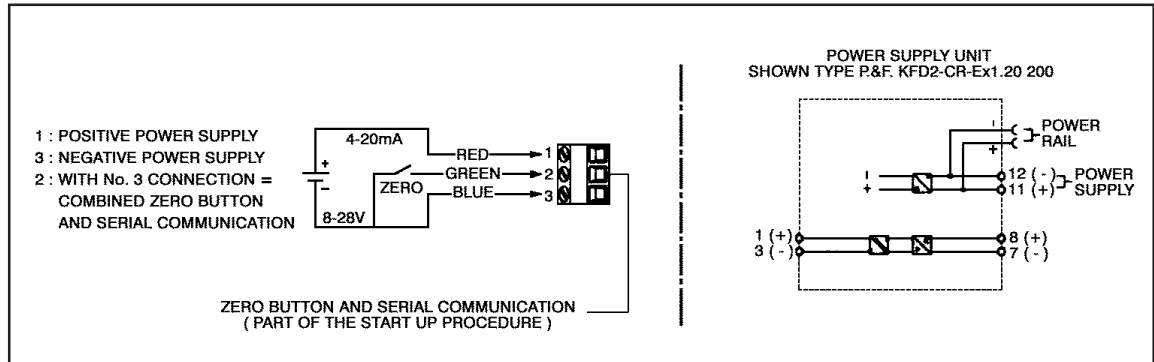 1 : POSITIVE POWER SUPPLY
3 : NEGATIVE POWER SUPPLY
2 : WITH No. 3 CONNECTION =
COMBINED ZERO BUTTON
AND SERIAL COMMUNICATION
4-20mA
+
–
8-28V
ZERO
RED
GREEN
BLUE
1
2
3
ZERO BUTTON AND SERIAL COMMUNICATION
( PART OF THE START UP PROCEDURE )
POWER SUPPLY UNIT
SHOWN TYPE P.&F. KFD2-CR-Ex1.20 200
-
+
POWER
RAIL
-
+
12 (-)
11 (+)
POWER
SUPPLY
1 (+)
3 (-)
8 (+)
7 (-)